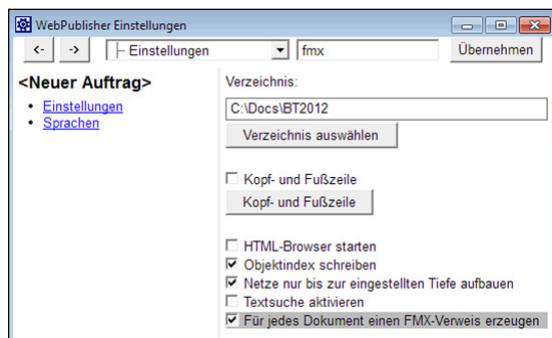 WebPublisher Einstellungen
<- -> ├─ Einstellungen fmx Übernehmen
<Neuer Auftrag>
• Einstellungen
• Sprachen
Verzeichnis:
C:\Docs\BT2012
Verzeichnis auswählen
Kopf- und Fußzeile
Kopf- und Fußzeile
HTML-Browser starten
Objektindex schreiben
Netze nur bis zur eingestellten Tiefe aufbauen
Textsuche aktivieren
Für jedes Dokument einen FMX-Verweis erzeugen